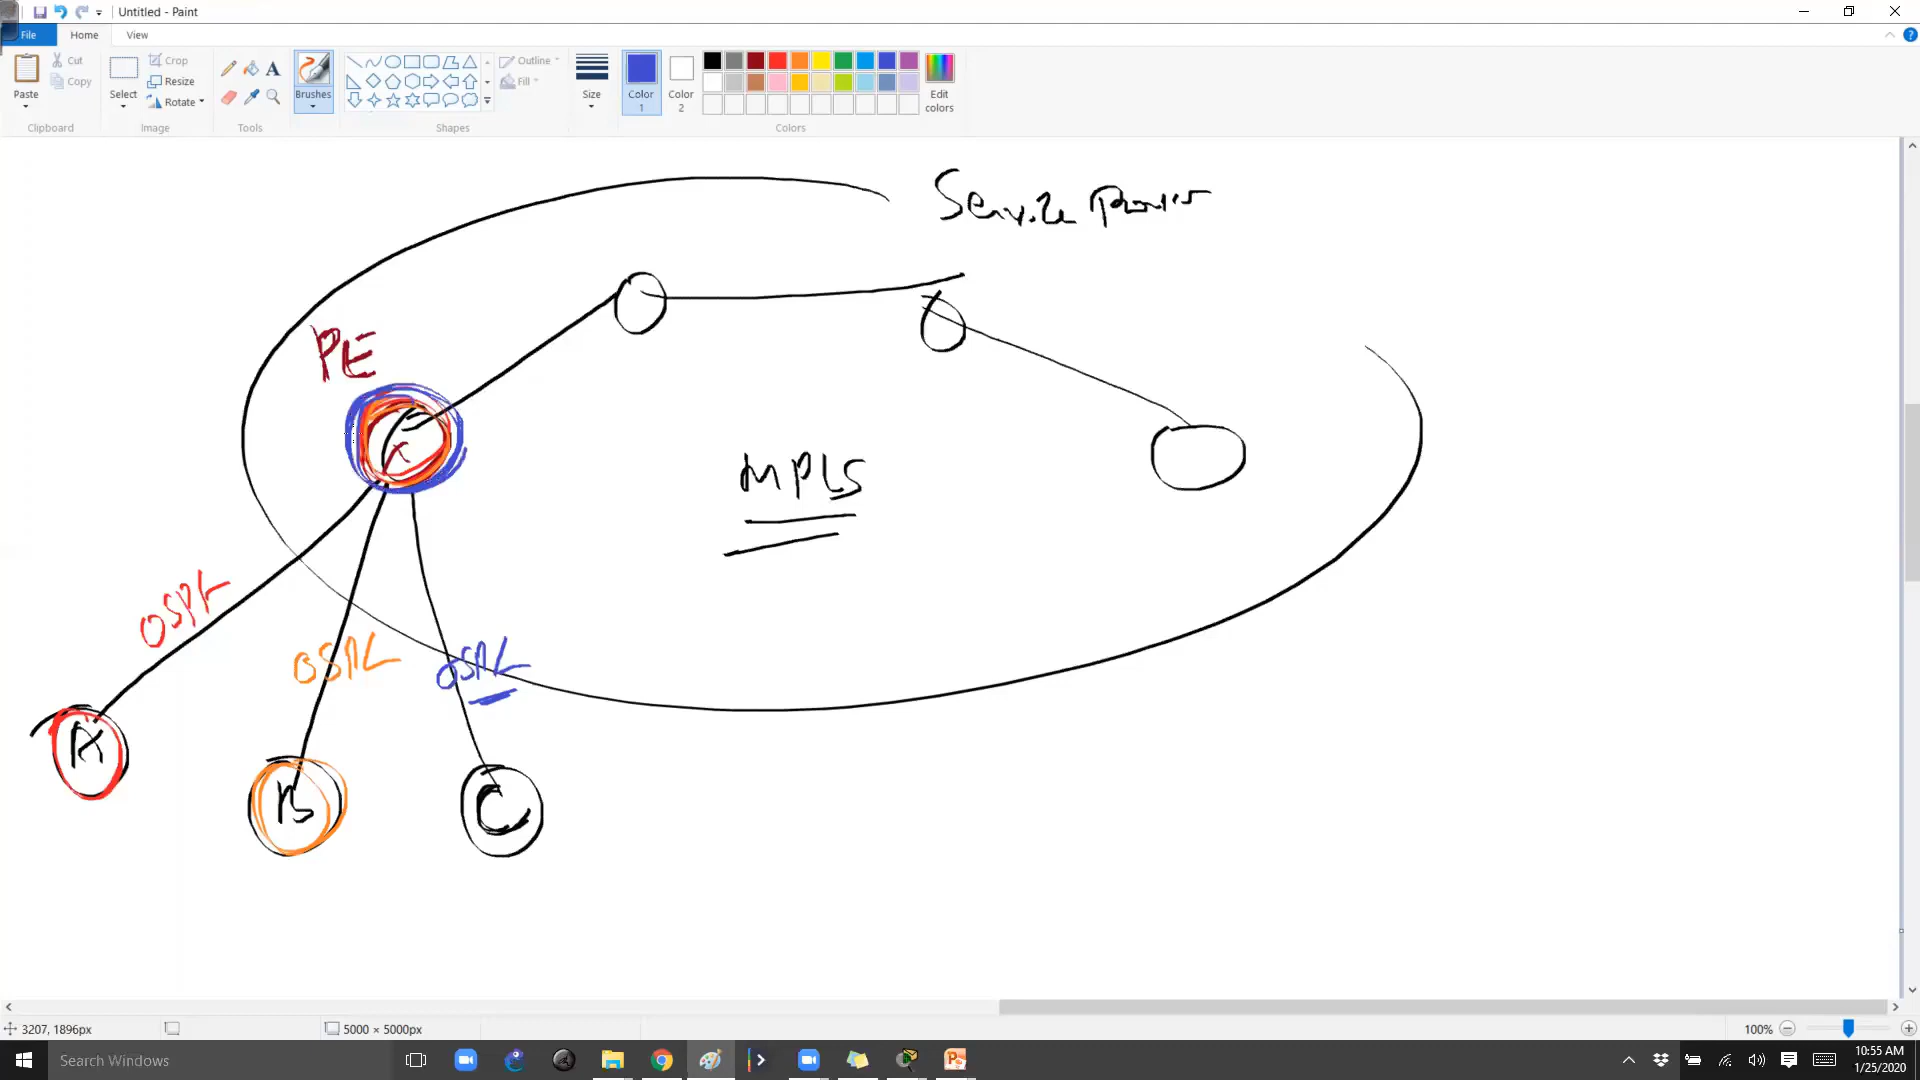 Untitled - Paint
File Home View
Paste
Cut
Copy
Clipboard
Select
Crop
Resize
Rotate
Image
Tools
Brushes
Shapes
Outline
Fill
Size
Color 1
Color 2
Edit colors
Colors
Service
PE
MPLS
OSPF
OSPF
OSPF
A
B
C
3207, 1896px
5000 × 5000px
100%
Search Windows
10:55 AM
1/25/2020